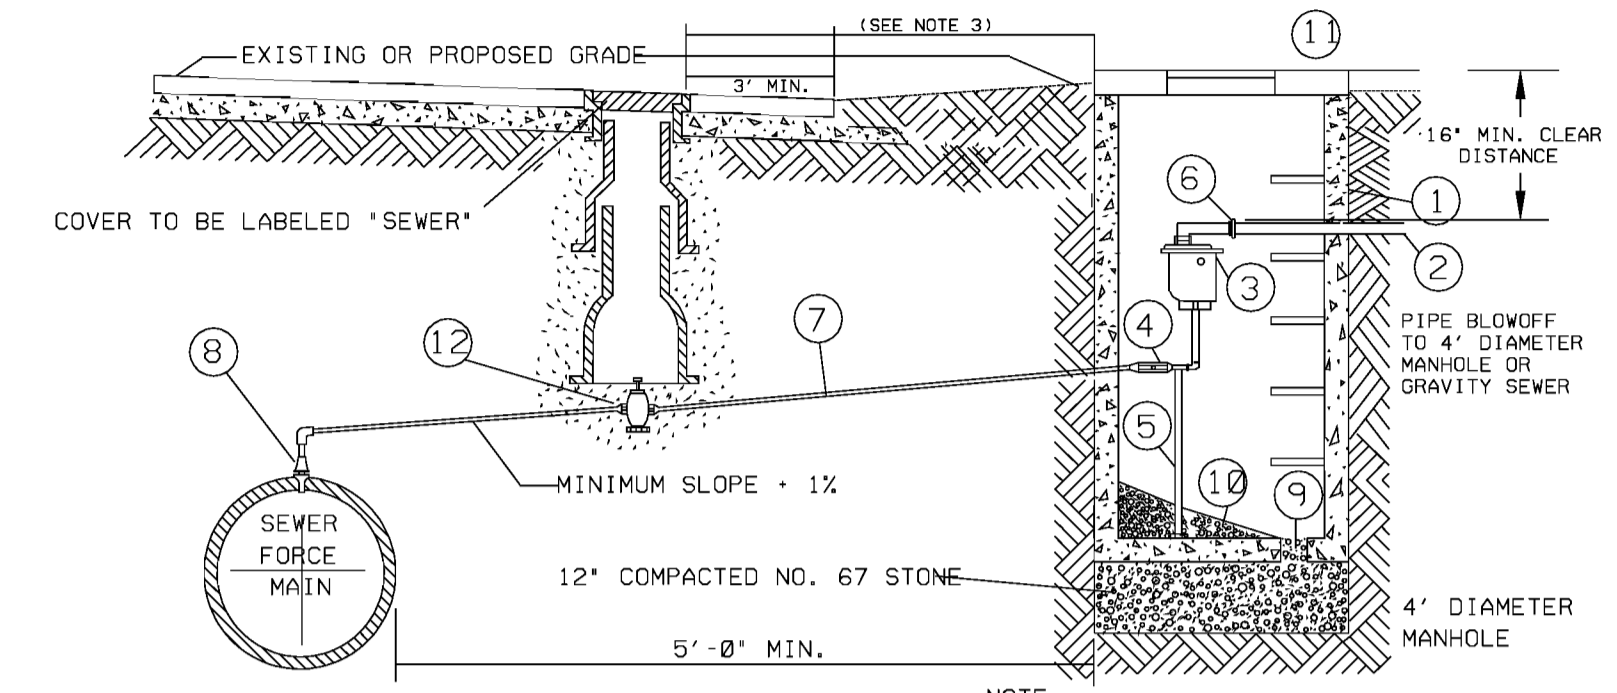 (SEE NOTE 3)
11
EXISTING OR PROPOSED GRADE
3' MIN.
16" MIN. CLEAR
DISTANCE
6
1
COVER TO BE LABELED "SEWER"
2
3
7
4
12
8
PIPE BLOWOFF
TO 4' DIAMETER
MANHOLE OR
GRAVITY SEWER
5
MINIMUM SLOPE + 1%
10
9
SEWER
FORCE
MAIN
12" COMPACTED NO. 67 STONE
4' DIAMETER
MANHOLE
5'-0" MIN.
NOTE